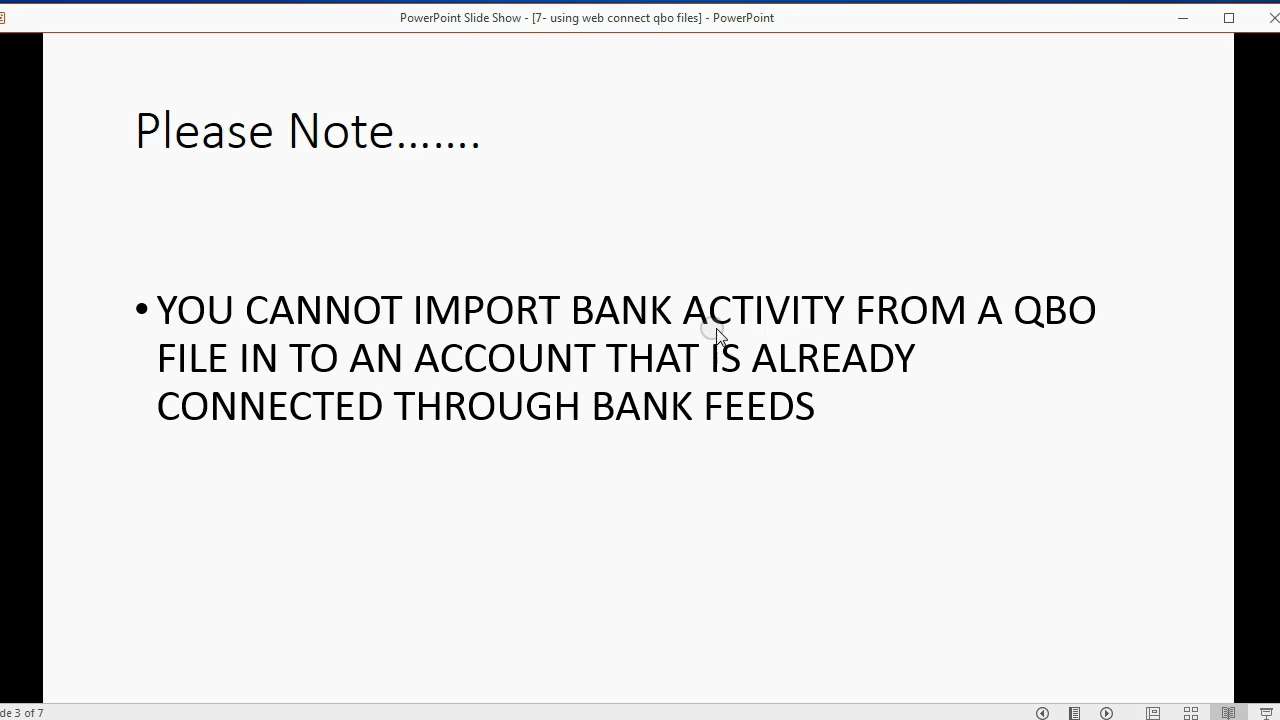 PowerPoint Slide Show - [7- using web connect qbo files] - PowerPoint
Please Note.......
• YOU CANNOT IMPORT BANK ACTIVITY FROM A QBO
FILE IN TO AN ACCOUNT THAT IS ALREADY
CONNECTED THROUGH BANK FEEDS
de 3 of 7